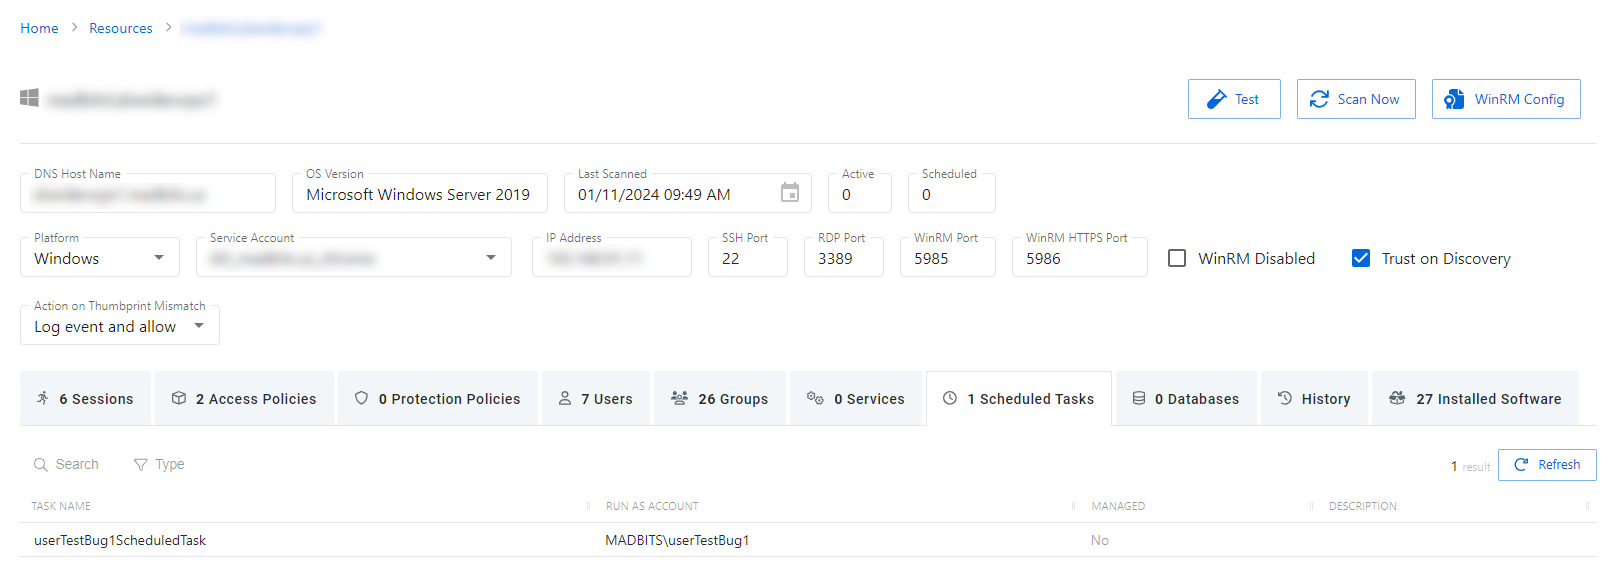 Home > Resources >
Test Scan Now WinRM Config
DNS Host Name OS Version Last Scanned Active Scheduled
Microsoft Windows Server 2019 01/11/2024 09:49 AM 0 0
Platform Service Account IP Address SSH Port RDP Port WinRM Port WinRM HTTPS Port
Windows 22 3389 5985 5986 WinRM Disabled Trust on Discovery
Action on Thumbprint Mismatch
Log event and allow
6 Sessions 2 Access Policies 0 Protection Policies 7 Users 26 Groups 0 Services 1 Scheduled Tasks 0 Databases History 27 Installed Software
Search Type 1 result Refresh
TASK NAME RUN AS ACCOUNT MANAGED DESCRIPTION
userTestBug1ScheduledTask MADBITS\userTestBug1 No